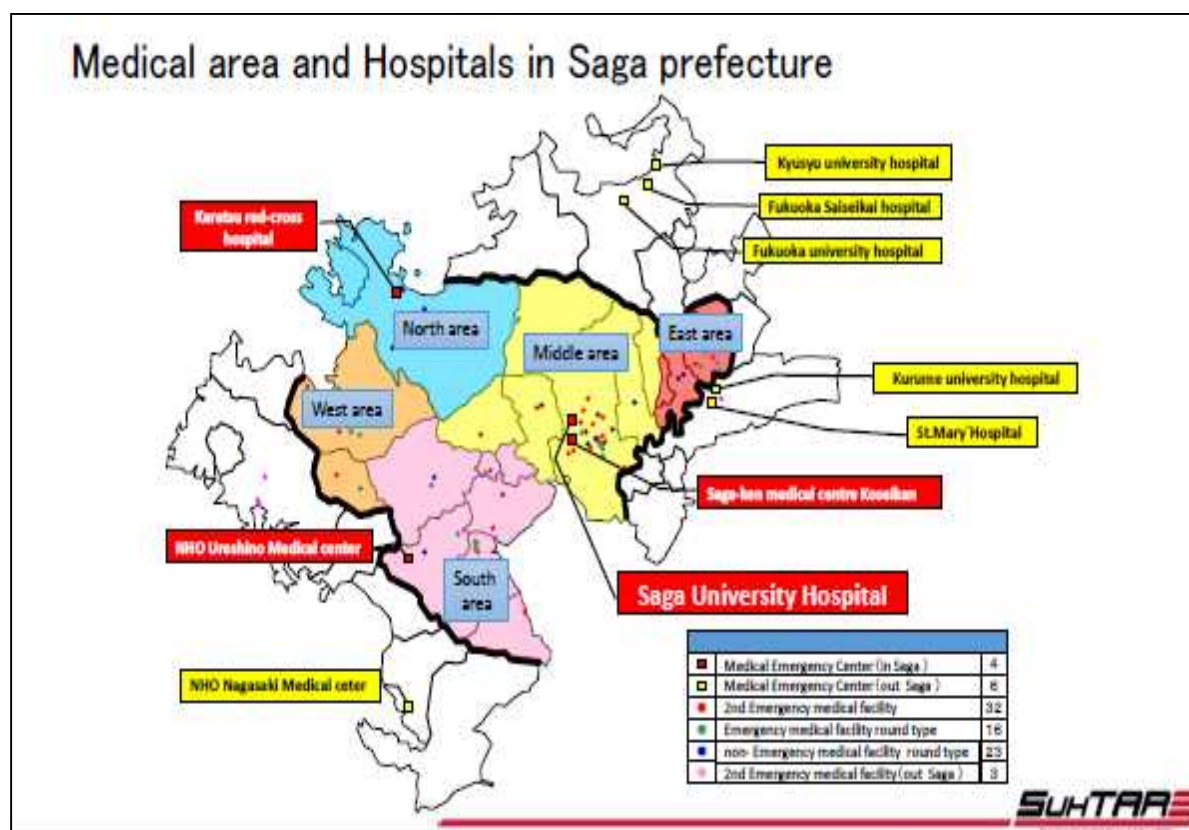 Medical area and Hospitals in Saga prefecture
Kyusyu university hospital
Fukuoka Saiseikai hospital
Fukuoka university hospital
Karatsu red-cross
hospital
North area
Middle area
East area
West area
Kurume university hospital
St.Mary Hospital
Saga-ken medical centre Koseikan
NHO Ureshino Medical center
South
area
Saga University Hospital
NHO Nagasaki Medical ceter
Medical Emergency Center (in Saga) 4
Medical Emergency Center(out Saga) 6
2nd Emergency medical facility 32
Emergency medical facility round type 16
non- Emergency medical facility round type 23
2nd Emergency medical facility(out Saga) 3